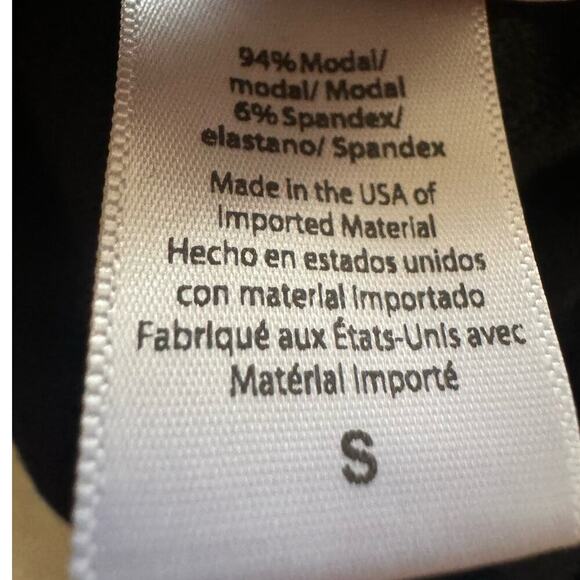 94% Modal/
modal/ Modal
6% Spandex/
elastano/ Spandex
Made in the USA of
Imported Material
Hecho en estados unidos
con material Importado
Fabriqué aux États-Unis avec
Matérial Importé
S